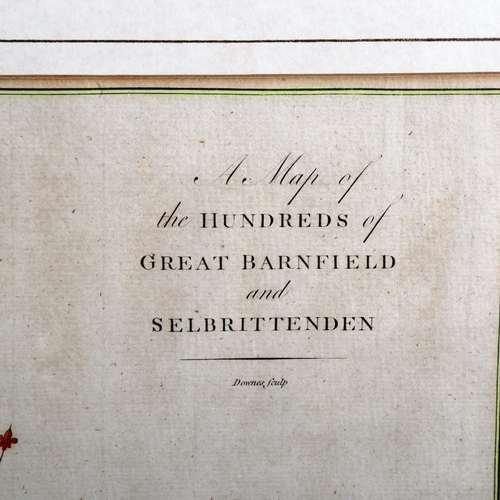 A Map of
the HUNDREDS of
GREAT BARNFIELD
and
SELBRITTENDEN
Downes sculp